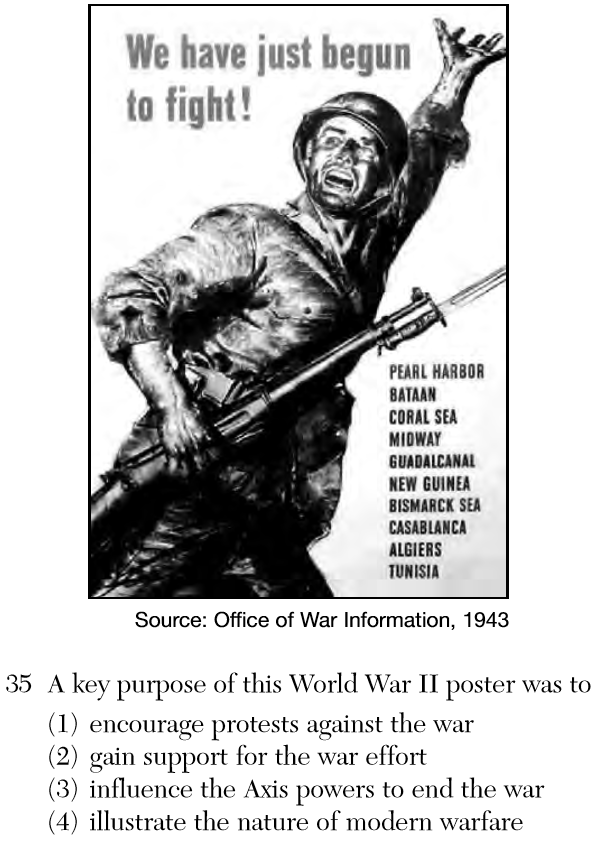 We have just begun
to fight!
PEARL HARBOR
BATAAN
CORAL SEA
MIDWAY
GUADALCANAL
NEW GUINEA
BISMARCK SEA
CASABLANCA
ALGIERS
TUNISIA
Source: Office of War Information, 1943
35 A key purpose of this World War II poster was to
(1) encourage protests against the war
(2) gain support for the war effort
(3) influence the Axis powers to end the war
(4) illustrate the nature of modern warfare